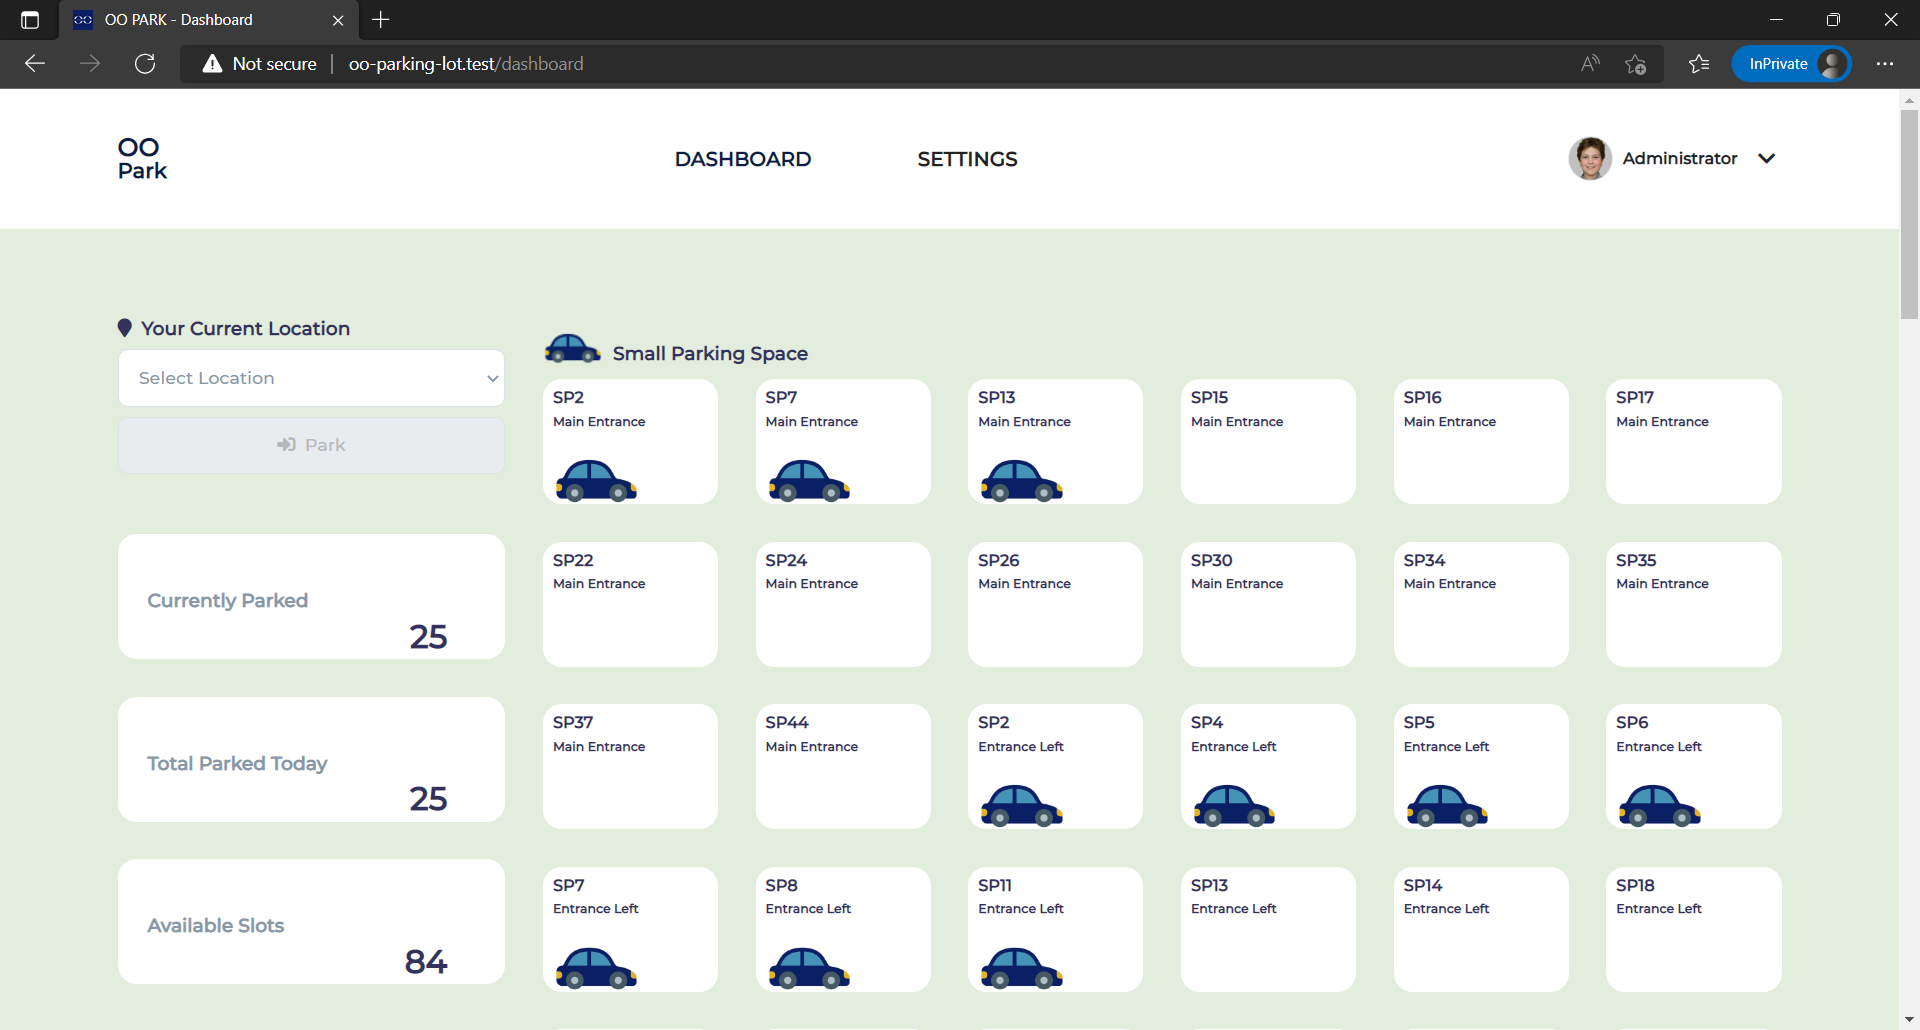 OO PARK - Dashboard
Not secure
oo-parking-lot.test/dashboard
InPrivate
OO
Park
DASHBOARD
SETTINGS
Administrator
Your Current Location
Select Location
Park
Currently Parked
25
Total Parked Today
25
Available Slots
84
Small Parking Space
SP2
Main Entrance
SP7
Main Entrance
SP13
Main Entrance
SP15
Main Entrance
SP16
Main Entrance
SP17
Main Entrance
SP22
Main Entrance
SP24
Main Entrance
SP26
Main Entrance
SP30
Main Entrance
SP34
Main Entrance
SP35
Main Entrance
SP37
Main Entrance
SP44
Main Entrance
SP2
Entrance Left
SP4
Entrance Left
SP5
Entrance Left
SP6
Entrance Left
SP7
Entrance Left
SP8
Entrance Left
SP11
Entrance Left
SP13
Entrance Left
SP14
Entrance Left
SP18
Entrance Left